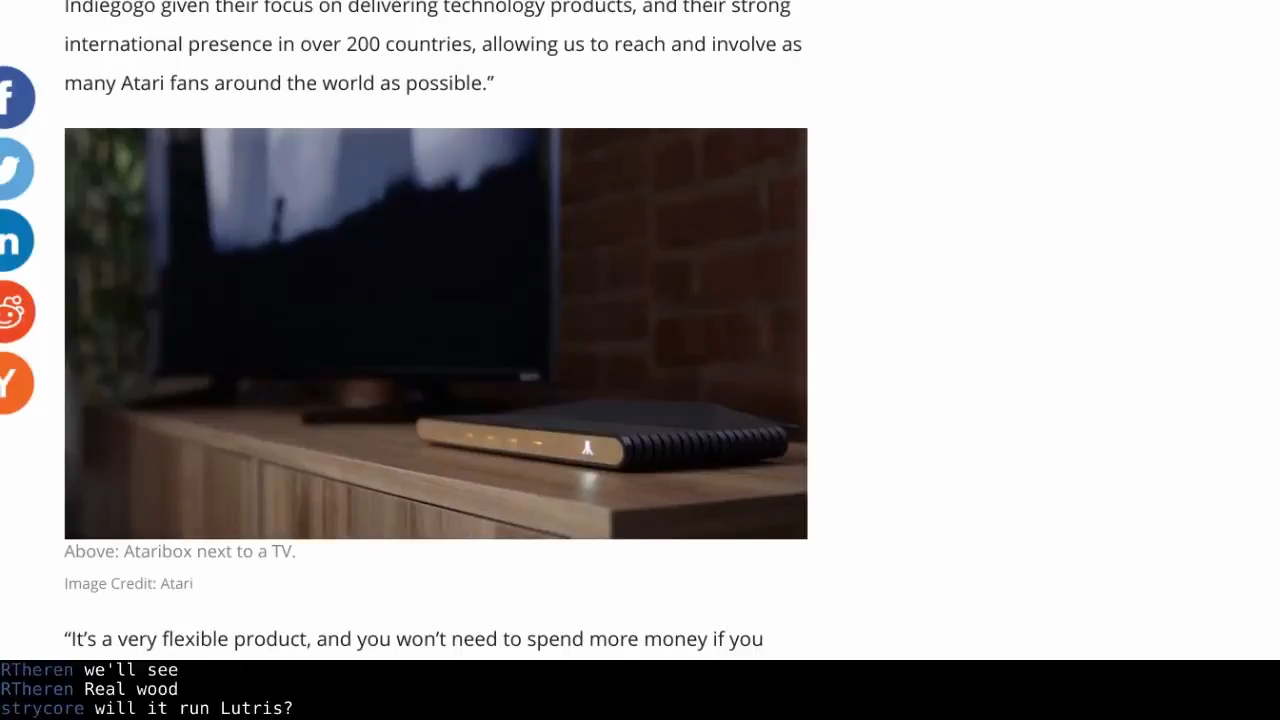 Indiegogo given their focus on delivering technology products, and their strong
international presence in over 200 countries, allowing us to reach and involve as
many Atari fans around the world as possible.”
Above: Ataribox next to a TV.
Image Credit: Atari
“It’s a very flexible product, and you won’t need to spend more money if you
RTheren we'll see
RTheren Real wood
strycore will it run Lutris?